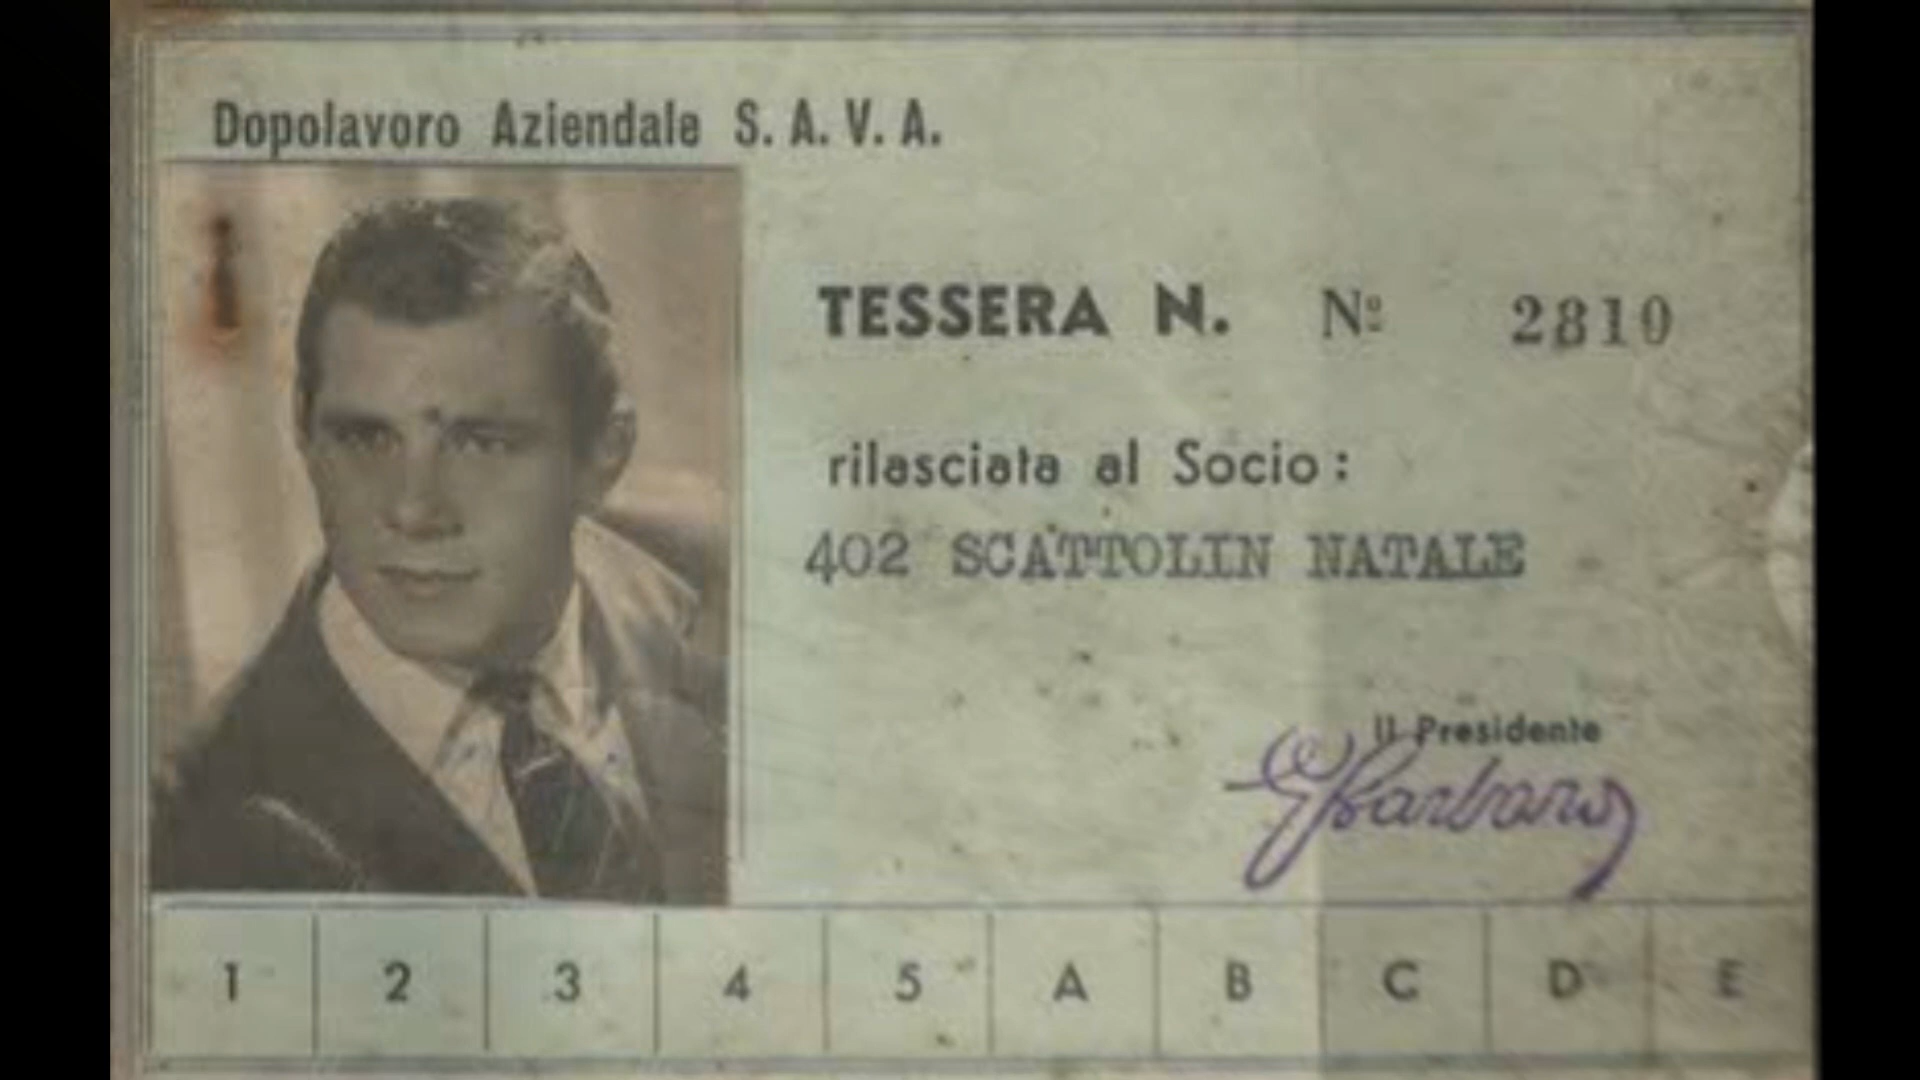 Dopolavoro Aziendale S. A. V. A.
TESSERA N. Nº 2810
rilasciata al Socio:
402 SCATTOLIN NATALE
Il Presidente
1 2 3 4 5 A B C D E